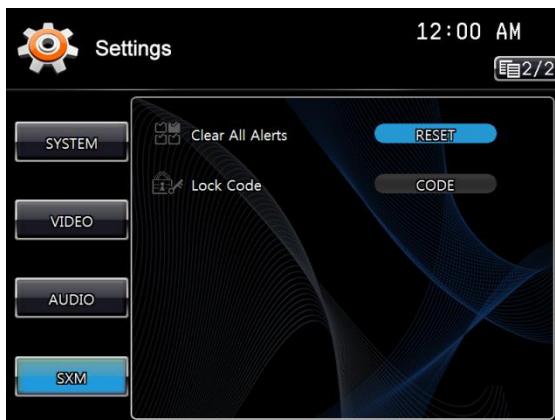 Settings
12:00 AM
2/2
SYSTEM
Clear All Alerts
RESET
Lock Code
CODE
VIDEO
AUDIO
SXM